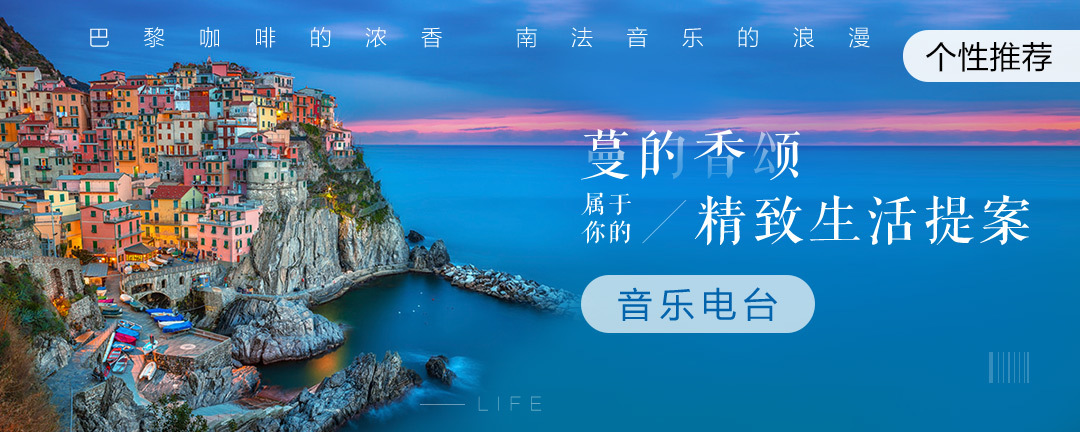 巴黎咖啡的浓香 南法音乐的浪漫
个性推荐
蔓的香颂
属于
你的
/精致生活提案
音乐电台
LIFE